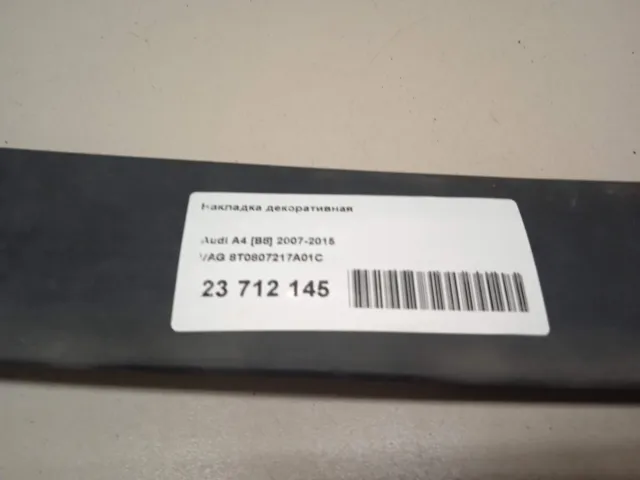 Накладка декоративная
Audi A4 [B8] 2007-2015
VAG 8T0807217A01C
23 712 145